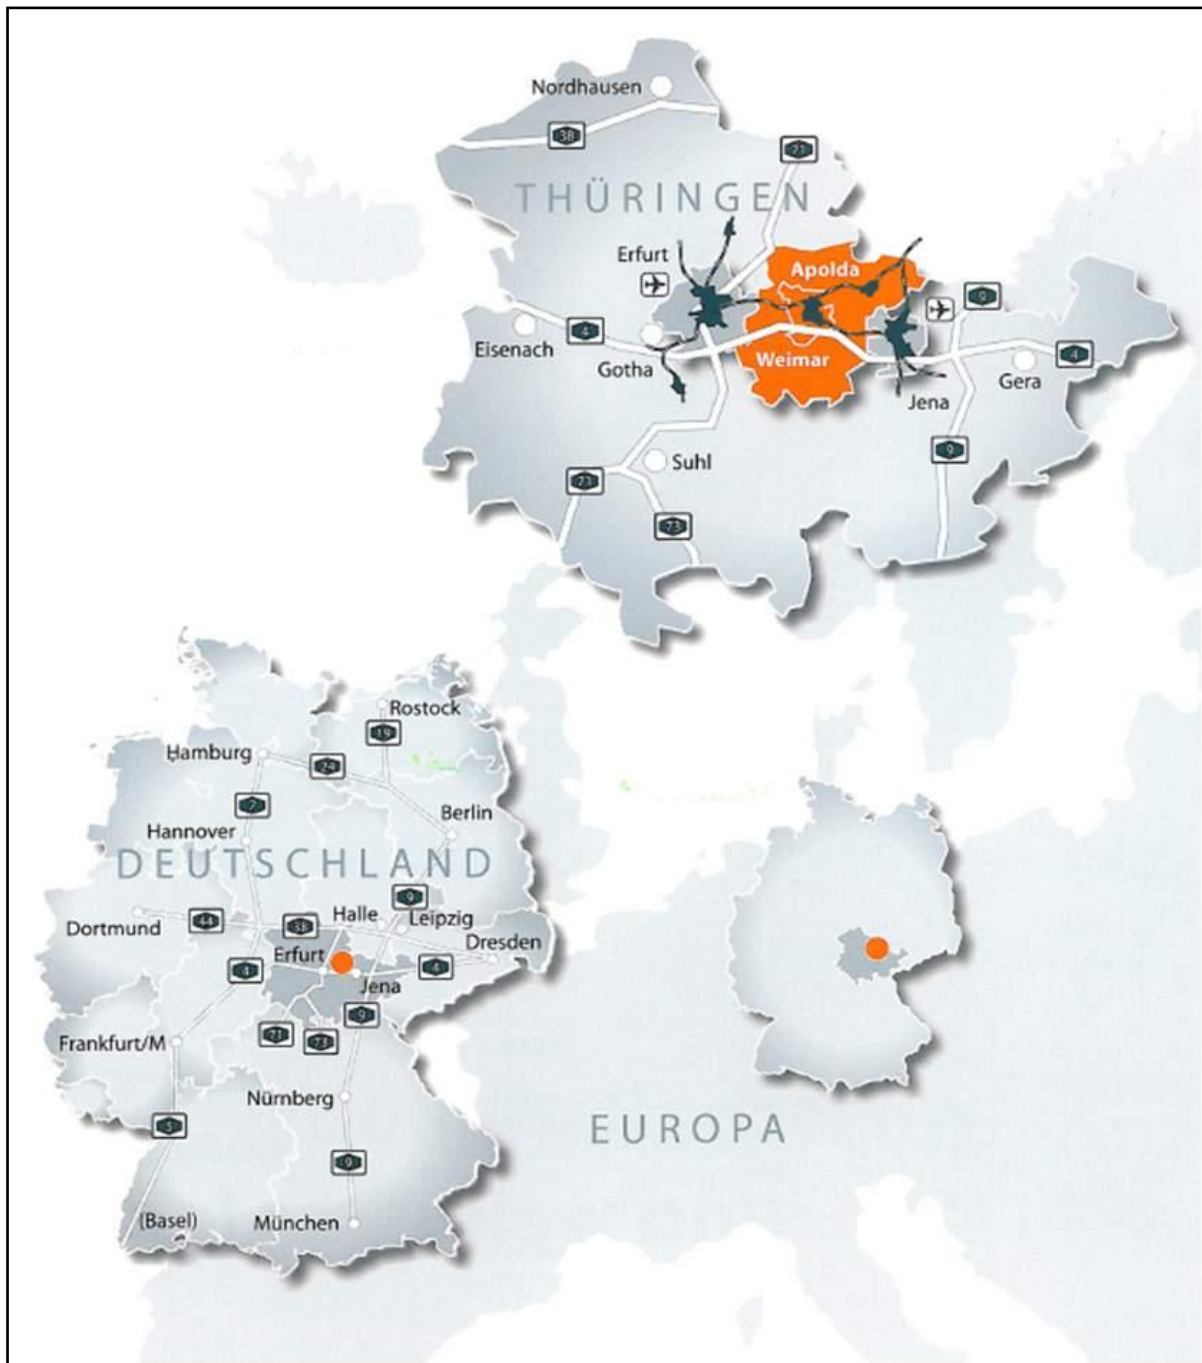 Nordhausen
38
71
THÜRINGEN
Erfurt
Apolda
9
4
Eisenach
Gotha
Weimar
4
Gera
Jena
9
Suhl
73
Rostock
19
Hamburg
24
7
Berlin
Hannover
DEUTSCHLAND
9
Halle
Leipzig
44
38
Dortmund
Dresden
Erfurt
4
4
Jena
9
71
Frankfurt/M
Nürnberg
5
EUROPA
9
(Basel)
München